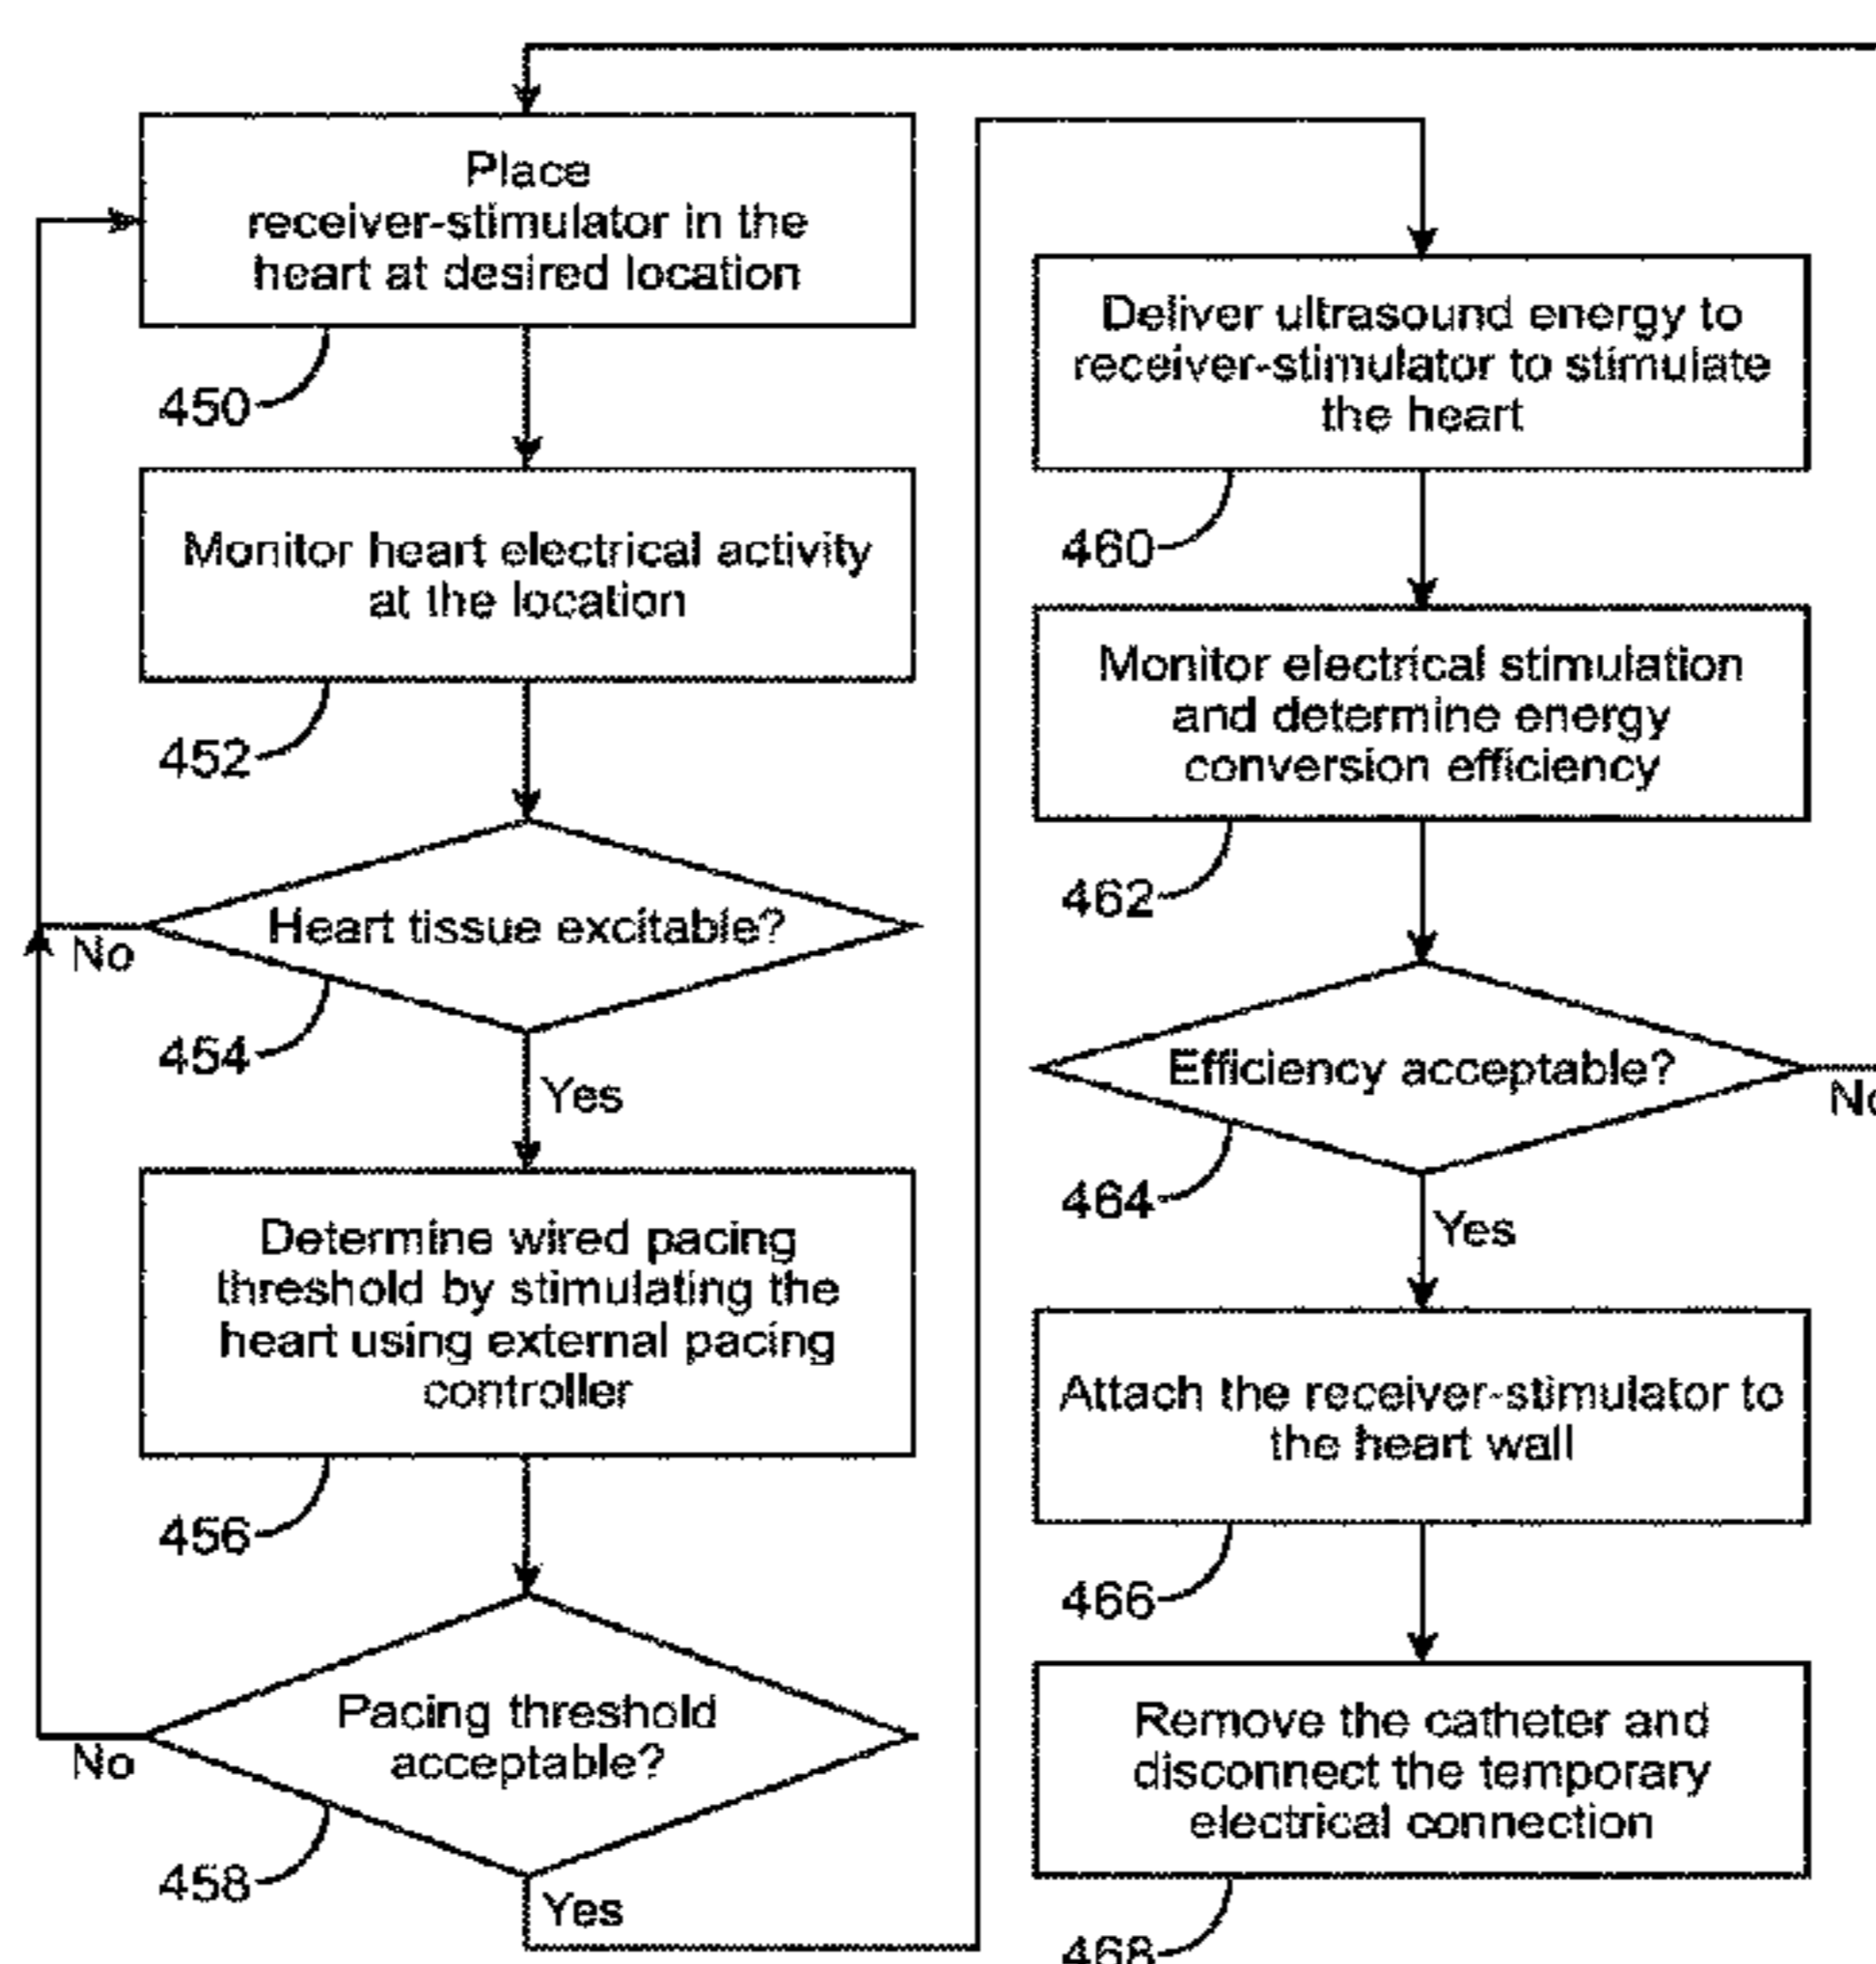 Place
receiver-stimulator in the
heart at desired location
450
Monitor heart electrical activity
at the location
452
Heart tissue excitable?
No
454
Yes
Determine wired pacing
threshold by stimulating the
heart using external pacing
controller
456
Pacing threshold
acceptable?
No
458
Yes
Deliver ultrasound energy to
receiver-stimulator to stimulate
the heart
460
Monitor electrical stimulation
and determine energy
conversion efficiency
462
Efficiency acceptable?
No
464
Yes
Attach the receiver-stimulator to
the heart wall
466
Remove the catheter and
disconnect the temporary
electrical connection
468